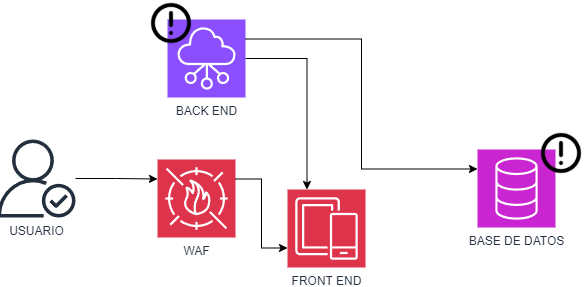 BACK END
USUARIO
WAF
FRONT END
BASE DE DATOS